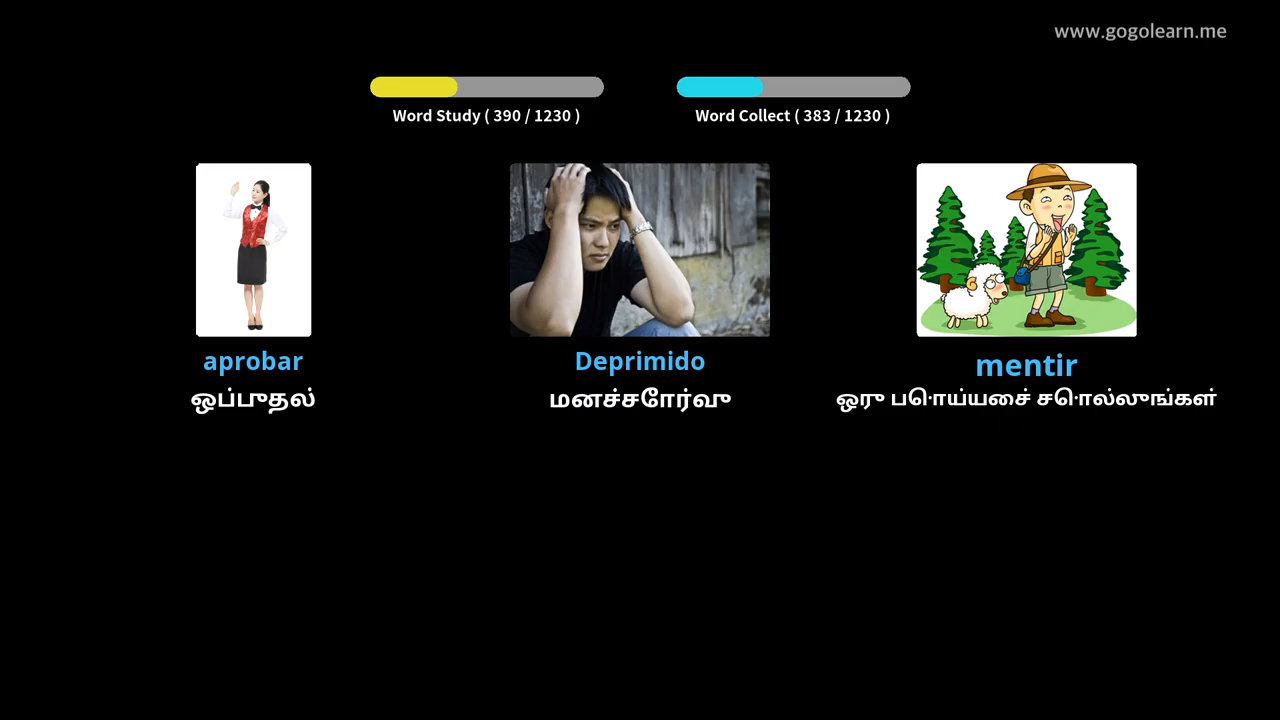 www.gogolearn.me
Word Study ( 390 / 1230 )
Word Collect ( 383 / 1230 )
aprobar
Deprimido
mentir
ஒப்புதல்
மனச்சோர்வு
ஒரு பொய்யைச் சொல்லுங்கள்